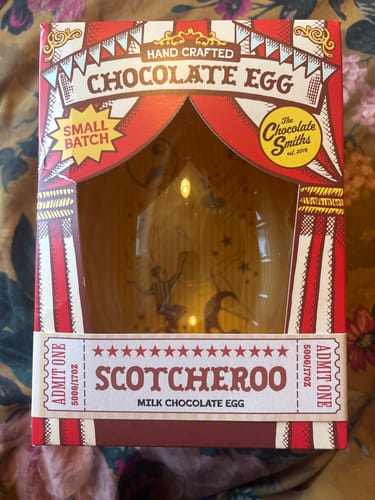 HAND CRAFTED
CHOCOLATE EGG
SMALL
BATCH
The
Chocolate
Smiths
est. 2014
ADMIT ONE
500G/17OZ
SCOTCHEROO
MILK CHOCOLATE EGG
ADMIT ONE
500G/17OZ